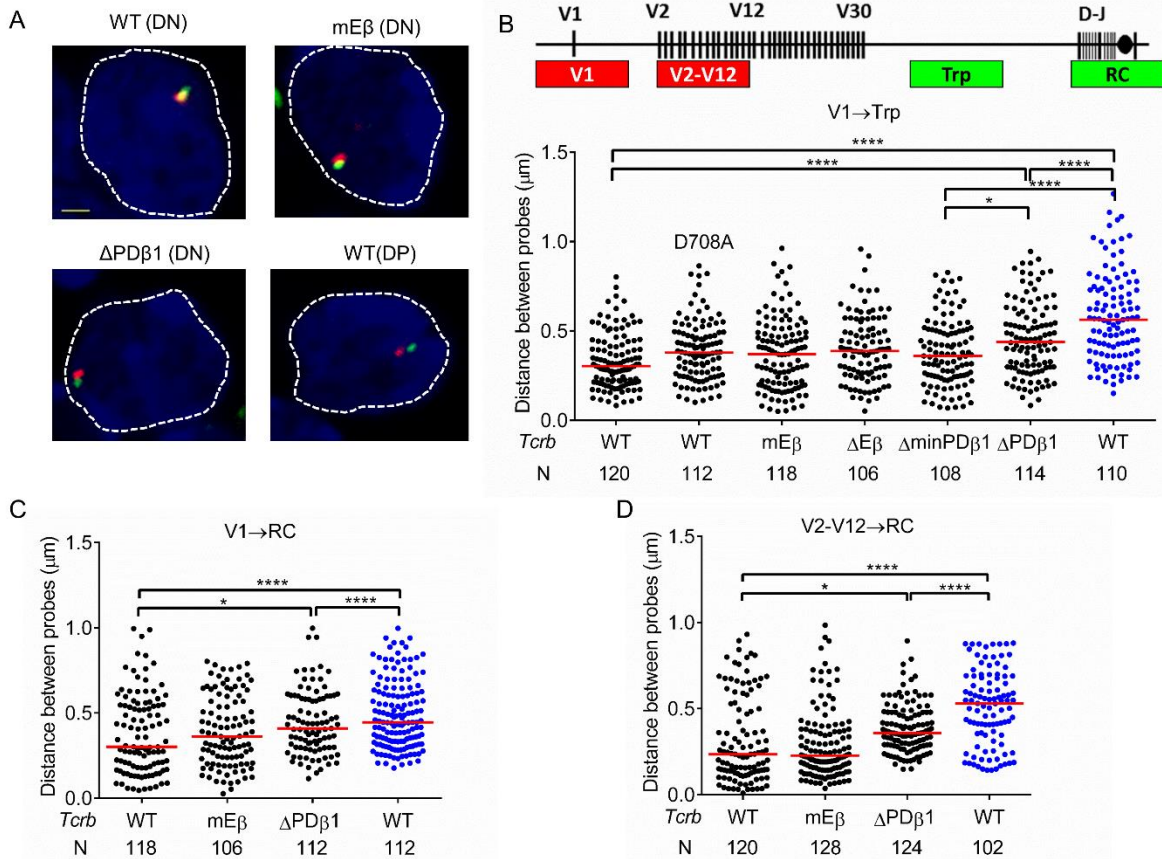 A
WT (DN)
mEβ (DN)
ΔPDβ1 (DN)
WT(DP)
B
V1 V2 V12 V30 D-J
V1 V2-V12 Trp RC
V1→Trp
Distance between probes (μm)
1.5
1.0
0.5
0.0
****
**** ****
****
*
D708A
Tcrb WT WT mEβ ΔEβ ΔminPDβ1 ΔPDβ1 WT
N 120 112 118 106 108 114 110
C
V1→RC
Distance between probes (μm)
1.5
1.0
0.5
0.0
****
* ****
Tcrb WT mEβ ΔPDβ1 WT
N 118 106 112 112
D
V2-V12→RC
Distance between probes (μm)
1.5
1.0
0.5
0.0
****
* ****
Tcrb WT mEβ ΔPDβ1 WT
N 120 128 124 102